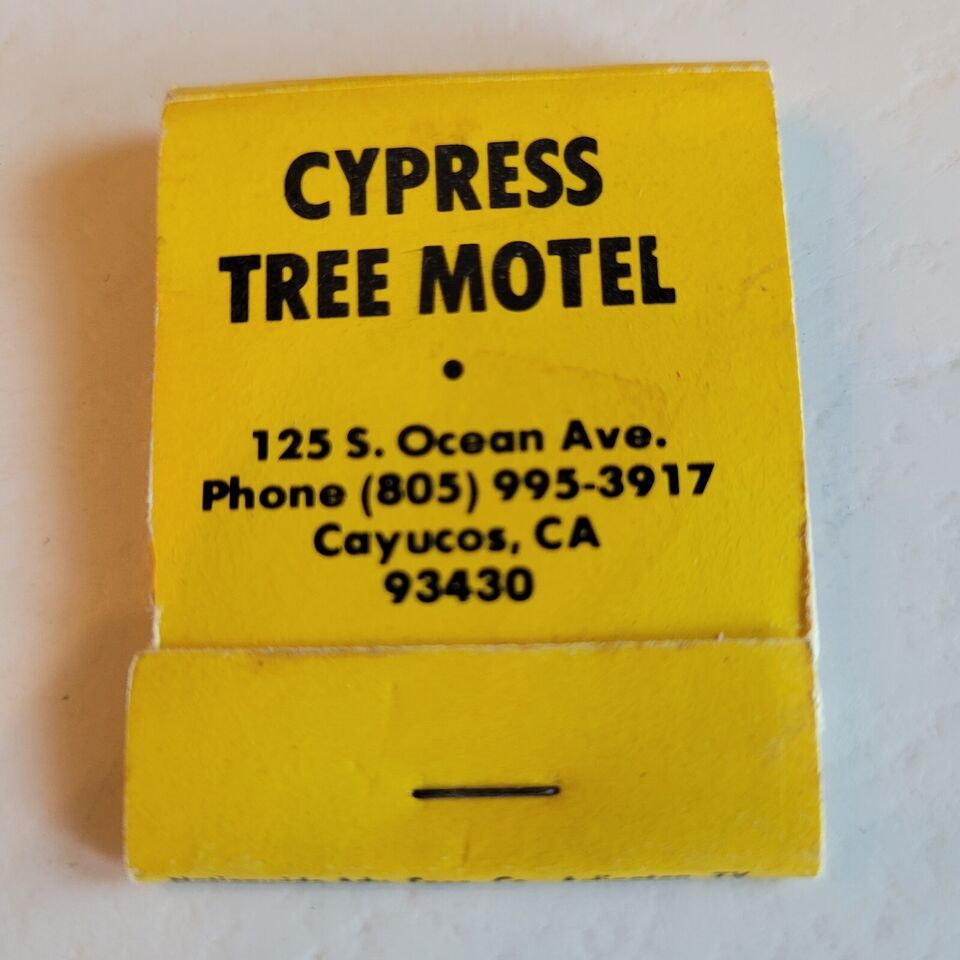 CYPRESS
TREE MOTEL
•
125 S. Ocean Ave.
Phone (805) 995-3917
Cayucos, CA
93430